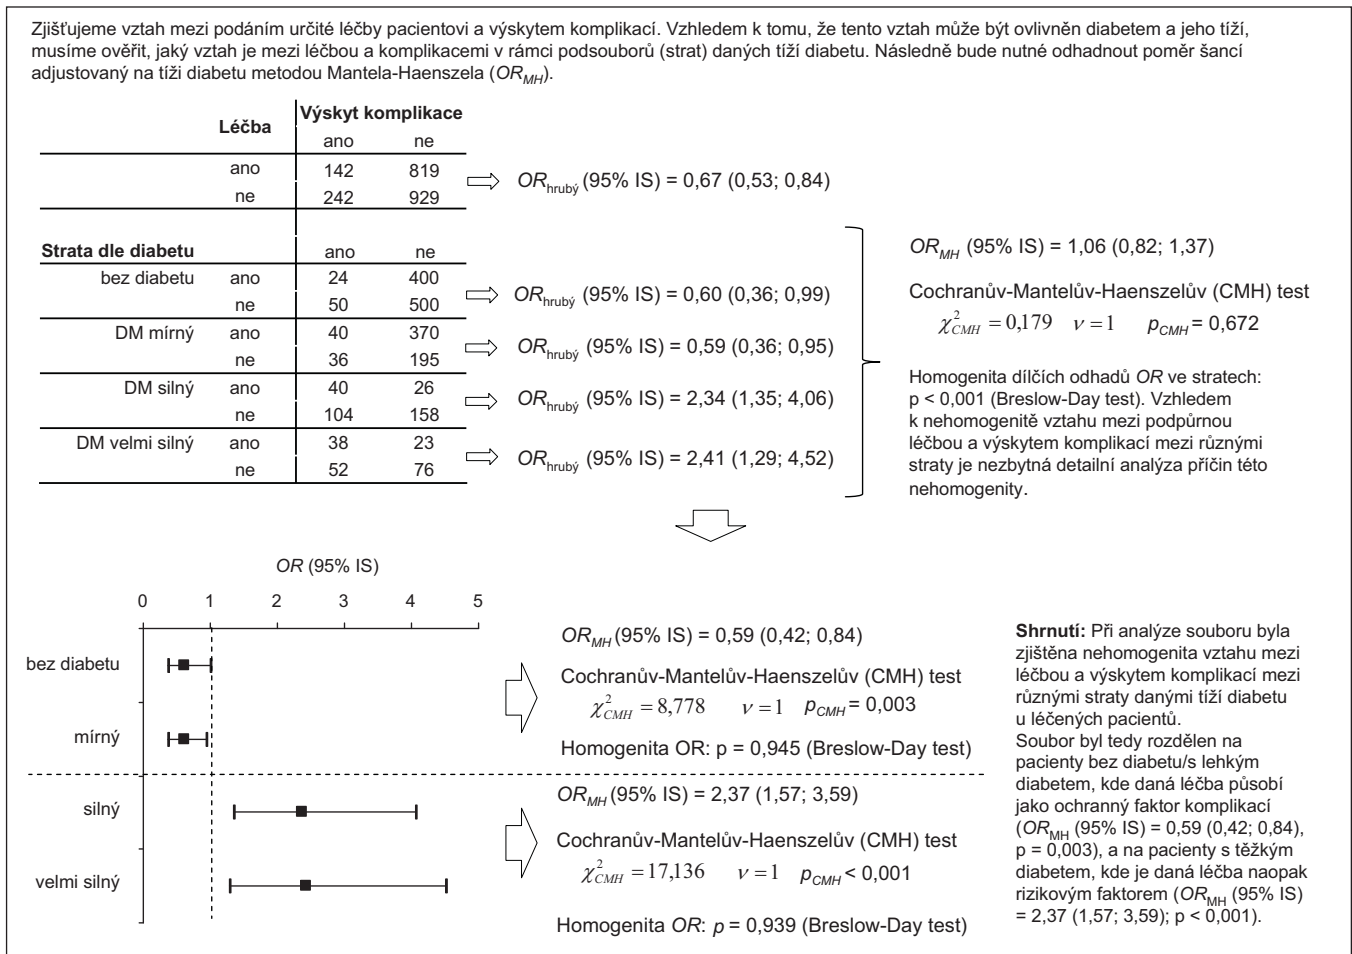 Zjišťujeme vztah mezi podáním určité léčby pacientovi a výskytem komplikací. Vzhledem k tomu, že tento vztah může být ovlivněn diabetem a jeho tíží,
musíme ověřit, jaký vztah je mezi léčbou a komplikacemi v rámci podsouborů (strat) daných tíží diabetu. Následně bude nutné odhadnout poměr šancí
adjustovaný na tíži diabetu metodou Mantela-Haenszela (OR_MH).
Léčba Výskyt komplikace
ano ne
ano 142 819
ne 242 929
OR_hrubý (95% IS) = 0,67 (0,53; 0,84)
Strata dle diabetu ano ne
bez diabetu ano 24 400
ne 50 500
OR_hrubý (95% IS) = 0,60 (0,36; 0,99)
DM mírný ano 40 370
ne 36 195
OR_hrubý (95% IS) = 0,59 (0,36; 0,95)
DM silný ano 40 26
ne 104 158
OR_hrubý (95% IS) = 2,34 (1,35; 4,06)
DM velmi silný ano 38 23
ne 52 76
OR_hrubý (95% IS) = 2,41 (1,29; 4,52)
OR_MH (95% IS) = 1,06 (0,82; 1,37)
Cochranův-Mantelův-Haenszelův (CMH) test
χ²_CMH = 0,179 ν = 1 p_CMH = 0,672
Homogenita dílčích odhadů OR ve stratech:
p < 0,001 (Breslow-Day test). Vzhledem
k nehomogenitě vztahu mezi podpůrnou
léčbou a výskytem komplikací mezi různými
straty je nezbytná detailní analýza příčin této
nehomogenity.
OR (95% IS)
0 1 2 3 4 5
bez diabetu
mírný
silný
velmi silný
OR_MH (95% IS) = 0,59 (0,42; 0,84)
Cochranův-Mantelův-Haenszelův (CMH) test
χ²_CMH = 8,778 ν = 1 p_CMH = 0,003
Homogenita OR: p = 0,945 (Breslow-Day test)
OR_MH (95% IS) = 2,37 (1,57; 3,59)
Cochranův-Mantelův-Haenszelův (CMH) test
χ²_CMH = 17,136 ν = 1 p_CMH < 0,001
Homogenita OR: p = 0,939 (Breslow-Day test)
Shrnutí: Při analýze souboru byla
zjištěna nehomogenita vztahu mezi
léčbou a výskytem komplikací mezi
různými straty danými tíží diabetu
u léčených pacientů.
Soubor byl tedy rozdělen na
pacienty bez diabetu/s lehkým
diabetem, kde daná léčba působí
jako ochranný faktor komplikací
(OR_MH (95% IS) = 0,59 (0,42; 0,84),
p = 0,003), a na pacienty s těžkým
diabetem, kde je daná léčba naopak
rizikovým faktorem (OR_MH (95% IS)
= 2,37 (1,57; 3,59); p < 0,001).